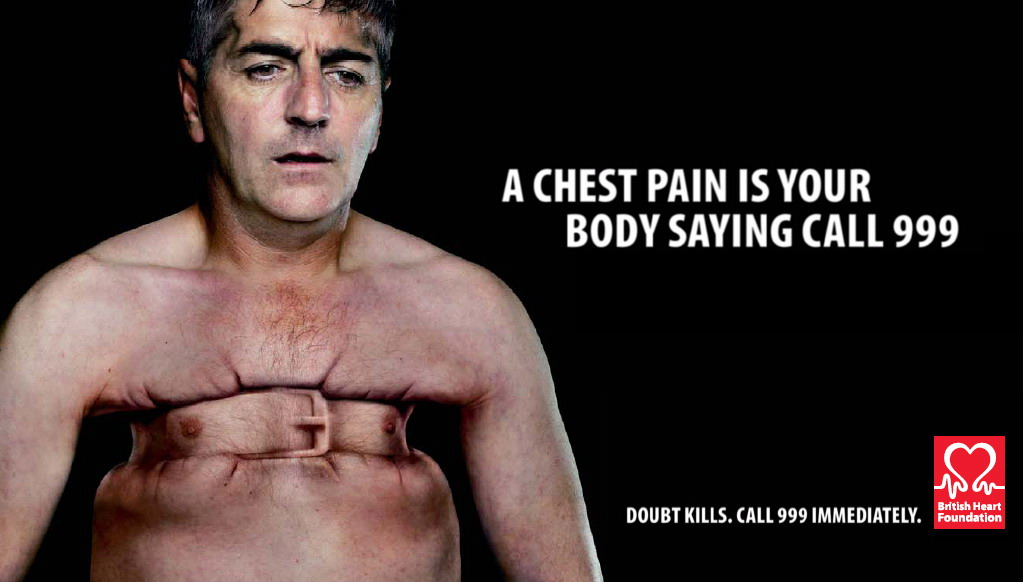 A CHEST PAIN IS YOUR
BODY SAYING CALL 999
DOUBT KILLS. CALL 999 IMMEDIATELY.
British Heart
Foundation